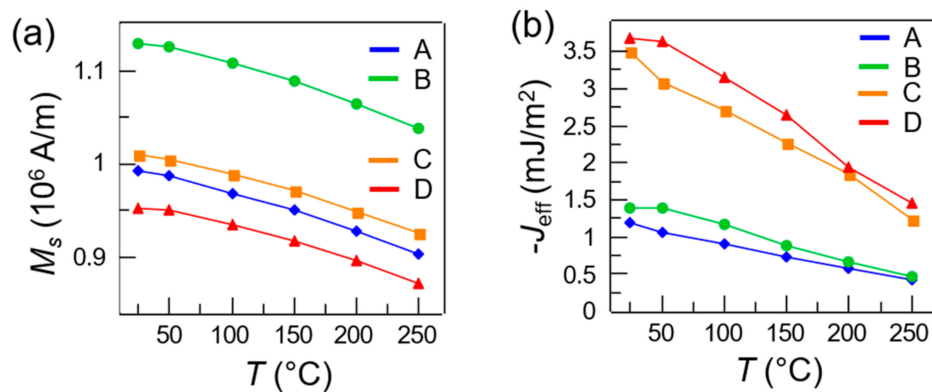 (a)
A
B
C
D
1.1
1
0.9
M_s (10^6 A/m)
50 100 150 200 250
T (°C)
(b)
A
B
C
D
3.5
3
2.5
2
1.5
1
0.5
0
-J_eff (mJ/m^2)
50 100 150 200 250
T (°C)